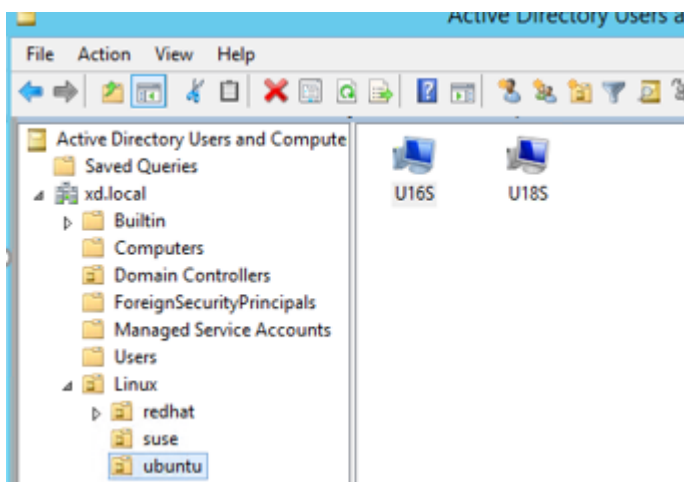 Active Directory Users a
File Action View Help
Active Directory Users and Compute
Saved Queries
xd.local
Builtin
Computers
Domain Controllers
ForeignSecurityPrincipals
Managed Service Accounts
Users
Linux
redhat
suse
ubuntu
U16S U18S